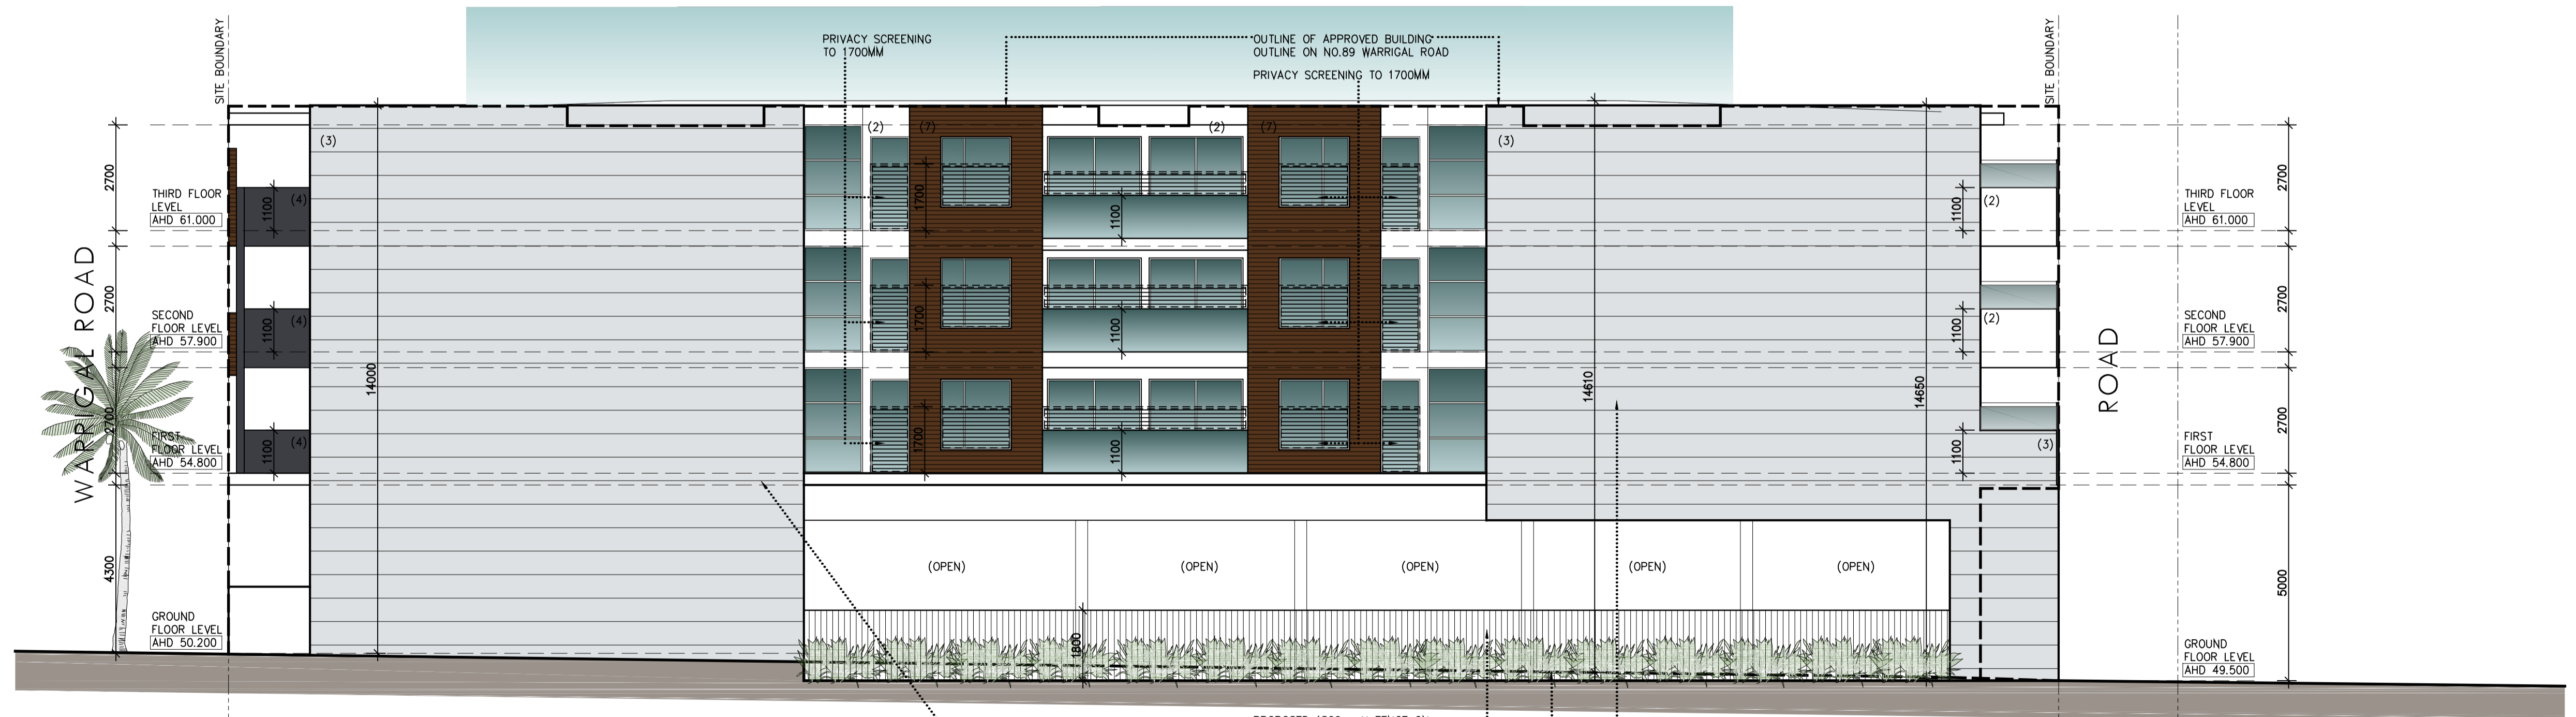 SITE BOUNDARY
PRIVACY SCREENING
TO 1700MM
OUTLINE OF APPROVED BUILDING
OUTLINE ON NO.89 WARRIGAL ROAD
PRIVACY SCREENING TO 1700MM
SITE BOUNDARY
WARRIGAL ROAD
2700
THIRD FLOOR
LEVEL
AHD 61.000
2700
SECOND
FLOOR LEVEL
AHD 57.900
2700
FIRST
FLOOR LEVEL
AHD 54.800
4300
GROUND
FLOOR LEVEL
AHD 50.200
1100
(4)
1100
(4)
1100
(4)
(3)
14000
(2)
(7)
(2)
(7)
(3)
1700
1100
1700
1100
1700
1100
14610
14650
1100
(2)
1100
(2)
1100
(3)
(OPEN)
(OPEN)
(OPEN)
(OPEN)
(OPEN)
1800
ROAD
THIRD FLOOR
LEVEL
AHD 61.000
2700
SECOND
FLOOR LEVEL
AHD 57.900
2700
FIRST
FLOOR LEVEL
AHD 54.800
2700
GROUND
FLOOR LEVEL
AHD 49.500
5000